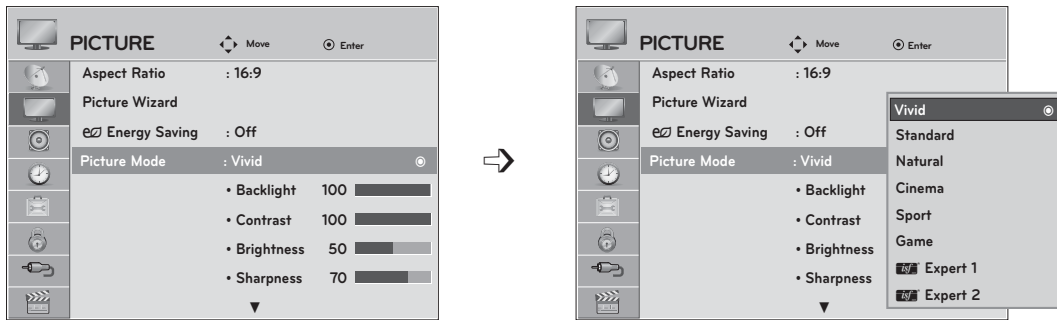 PICTURE Move Enter
Aspect Ratio : 16:9
Picture Wizard
Energy Saving : Off
Picture Mode : Vivid
• Backlight 100
• Contrast 100
• Brightness 50
• Sharpness 70
▼
PICTURE Move Enter
Aspect Ratio : 16:9
Picture Wizard
Energy Saving : Off
Picture Mode : Vivid
• Backlight
• Contrast
• Brightness
• Sharpness
▼
Vivid
Standard
Natural
Cinema
Sport
Game
isf Expert 1
isf Expert 2